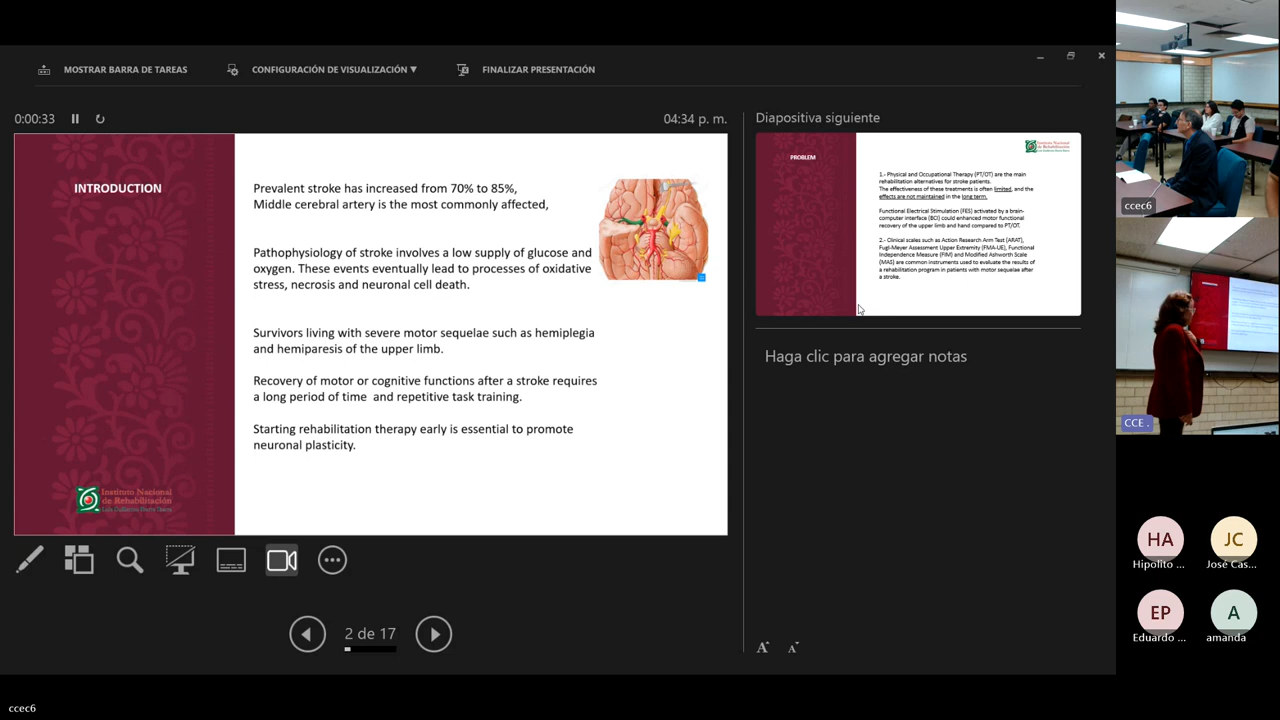 MOSTRAR BARRA DE TAREAS
CONFIGURACIÓN DE VISUALIZACIÓN ▼
FINALIZAR PRESENTACIÓN
0:00:33
04:34 p. m.
INTRODUCTION
Prevalent stroke has increased from 70% to 85%,
Middle cerebral artery is the most commonly affected,
Pathophysiology of stroke involves a low supply of glucose and
oxygen. These events eventually lead to processes of oxidative
stress, necrosis and neuronal cell death.
Survivors living with severe motor sequelae such as hemiplegia
and hemiparesis of the upper limb.
Recovery of motor or cognitive functions after a stroke requires
a long period of time and repetitive task training.
Starting rehabilitation therapy early is essential to promote
neuronal plasticity.
Instituto Nacional
de Rehabilitación
2 de 17
Diapositiva siguiente
PROBLEM
Instituto Nacional
de Rehabilitación
1.- Physical and Occupational Therapy (PT/OT) are the main
rehabilitation alternatives for stroke patients.
The effectiveness of these treatments is often limited, and the
effects are not maintained in the long term.
Functional Electrical Stimulation (FES) activated by a brain-
computer interface (BCI) could enhanced motor functional
recovery of the upper limb and hand compared to PT/OT.
2.- Clinical scales such as Action Research Arm Test (ARAT),
Fugl-Meyer Assessment Upper Extremity (FMA-UE), Functional
Independence Measure (FIM) and Modified Ashworth Scale
(MAS) are common instruments used to evaluate the results of
a rehabilitation program in patients with motor sequelae after
a stroke.
Haga clic para agregar notas
A A
ccec6
CCE .
HA
Hipolito ...
JC
José Cas...
EP
Eduardo ...
A
amanda
ccec6